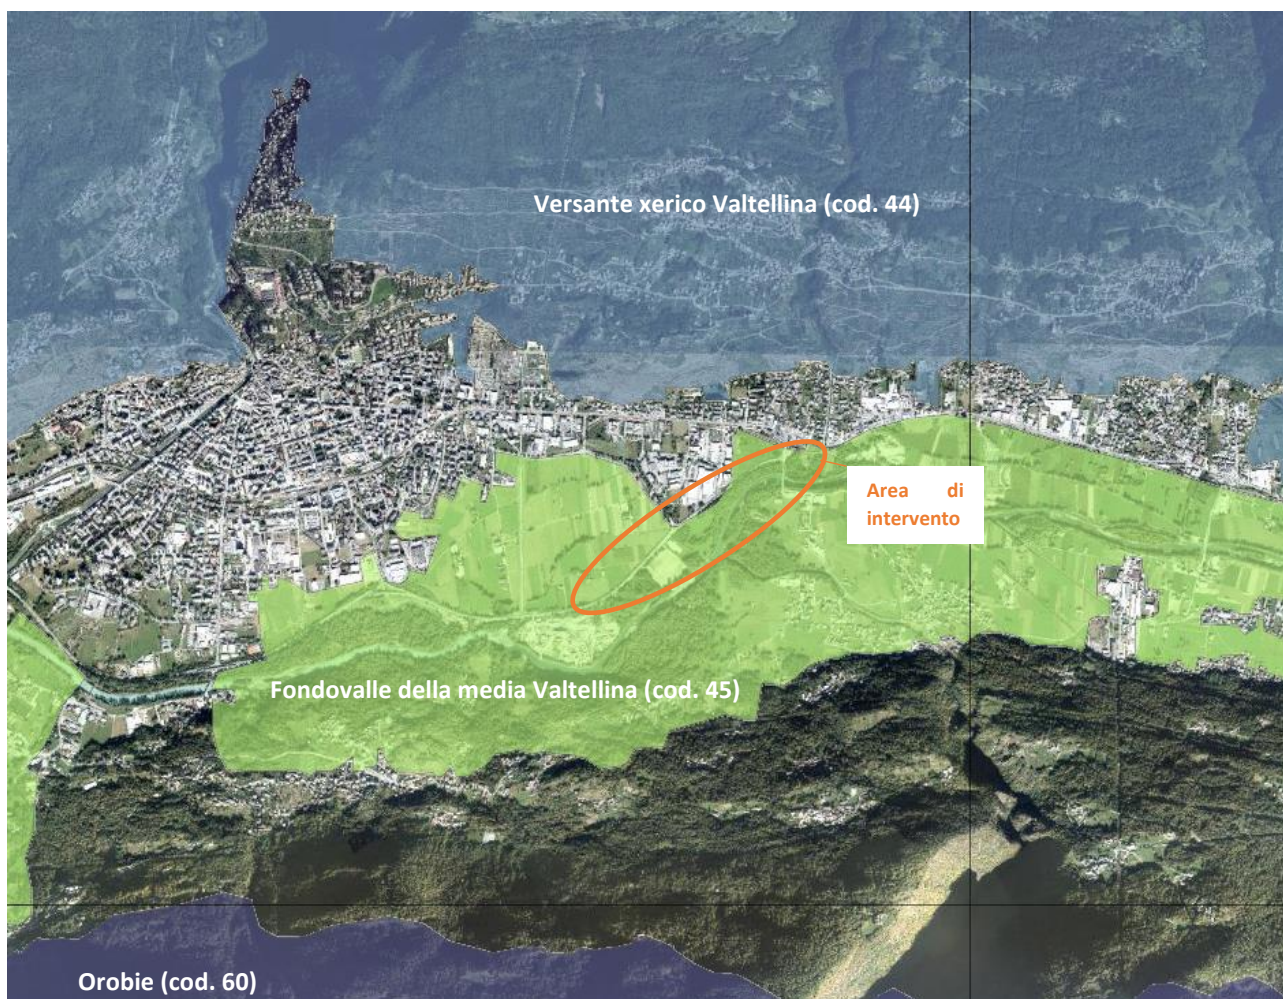 Versante xerico Valtellina (cod. 44)
Area di
intervento
Fondovalle della media Valtellina (cod. 45)
Orobie (cod. 60)